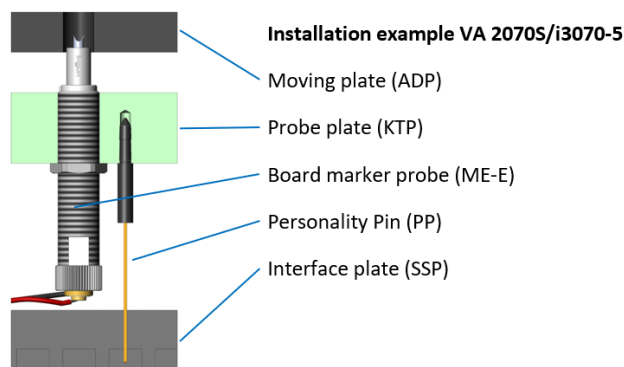 Installation example VA 2070S/i3070-5
Moving plate (ADP)
Probe plate (KTP)
Board marker probe (ME-E)
Personality Pin (PP)
Interface plate (SSP)